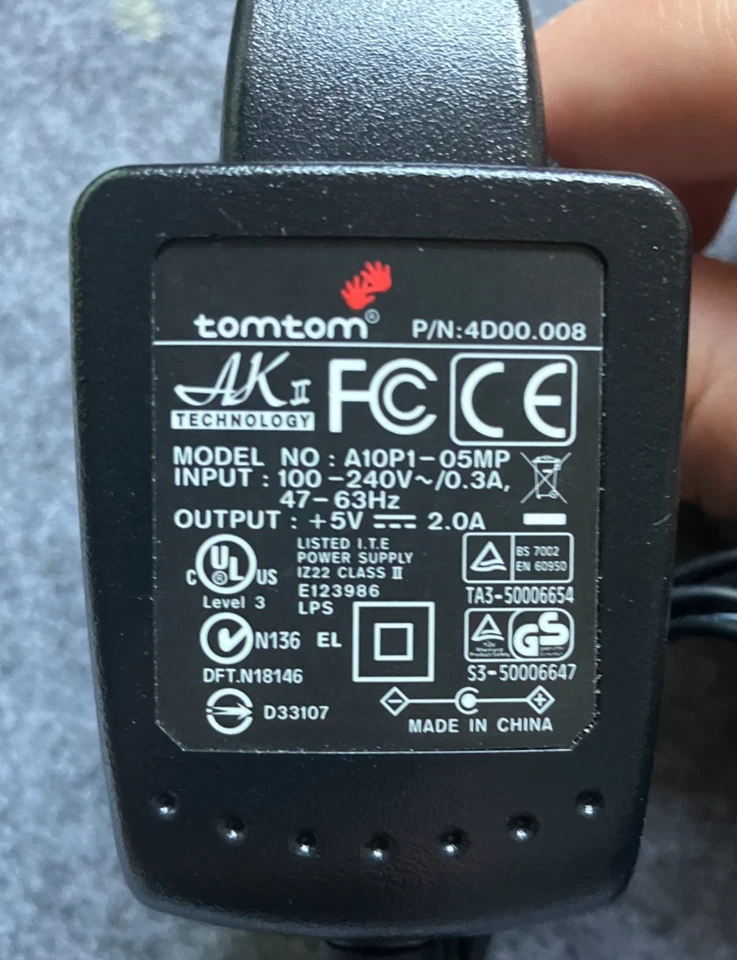 tomtom® P/N:4D00.008
AK II
TECHNOLOGY
FC CE
MODEL NO : A10P1-05MP
INPUT : 100-240V~/0.3A,
47-63Hz
OUTPUT : +5V ⎓ 2.0A
C UL® US
Level 3
LISTED I.T.E
POWER SUPPLY
IZ22 CLASS II
E123986
LPS
BS 7002
EN 60950
TA3-50006654
N136 EL
DFT.N18146
GS
S3-50006647
D33107
- C +
MADE IN CHINA